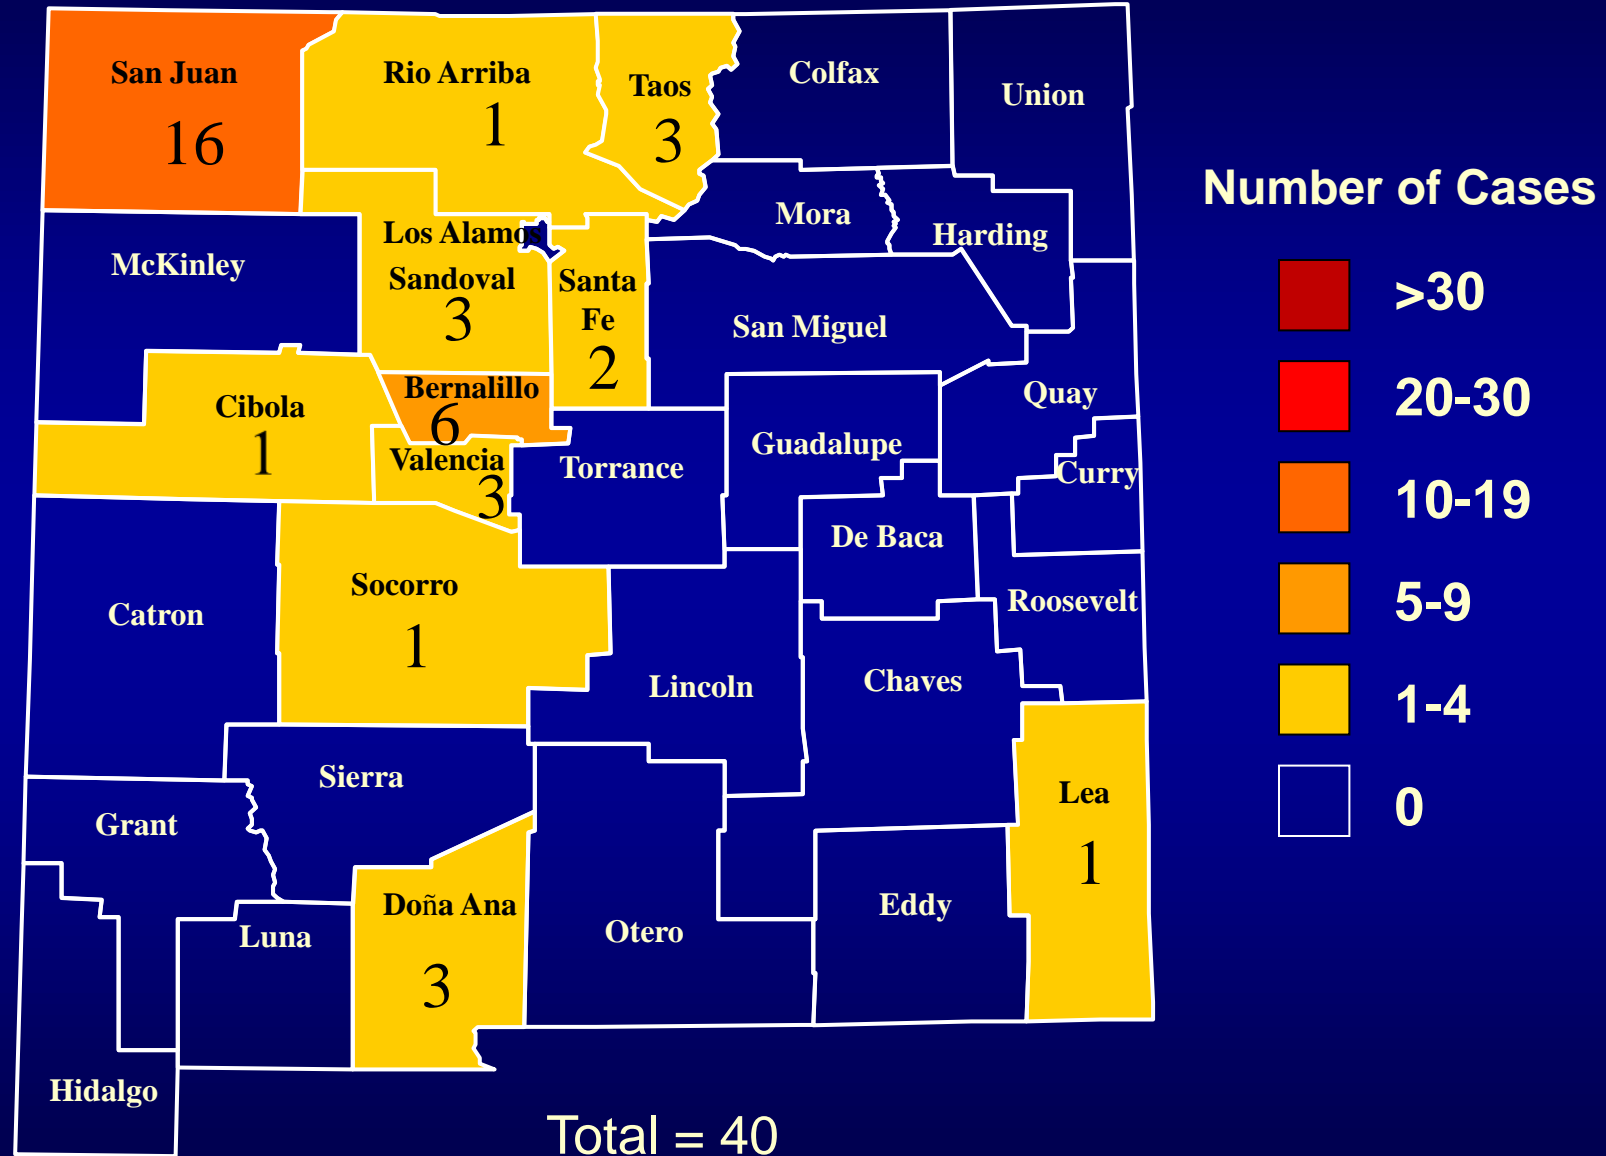 San Juan
16
Rio Arriba
1
Taos
3
Colfax
Union
Mora
Harding
Los Alamos
McKinley
Sandoval
3
Santa
Fe
2
San Miguel
Quay
Bernalillo
6
Cibola
1
Valencia
3
Torrance
Guadalupe
Curry
De Baca
Socorro
1
Catron
Roosevelt
Lincoln
Chaves
Sierra
Lea
1
Grant
Doña Ana
3
Luna
Otero
Eddy
Hidalgo
Total = 40
Number of Cases
>30
20-30
10-19
5-9
1-4
0